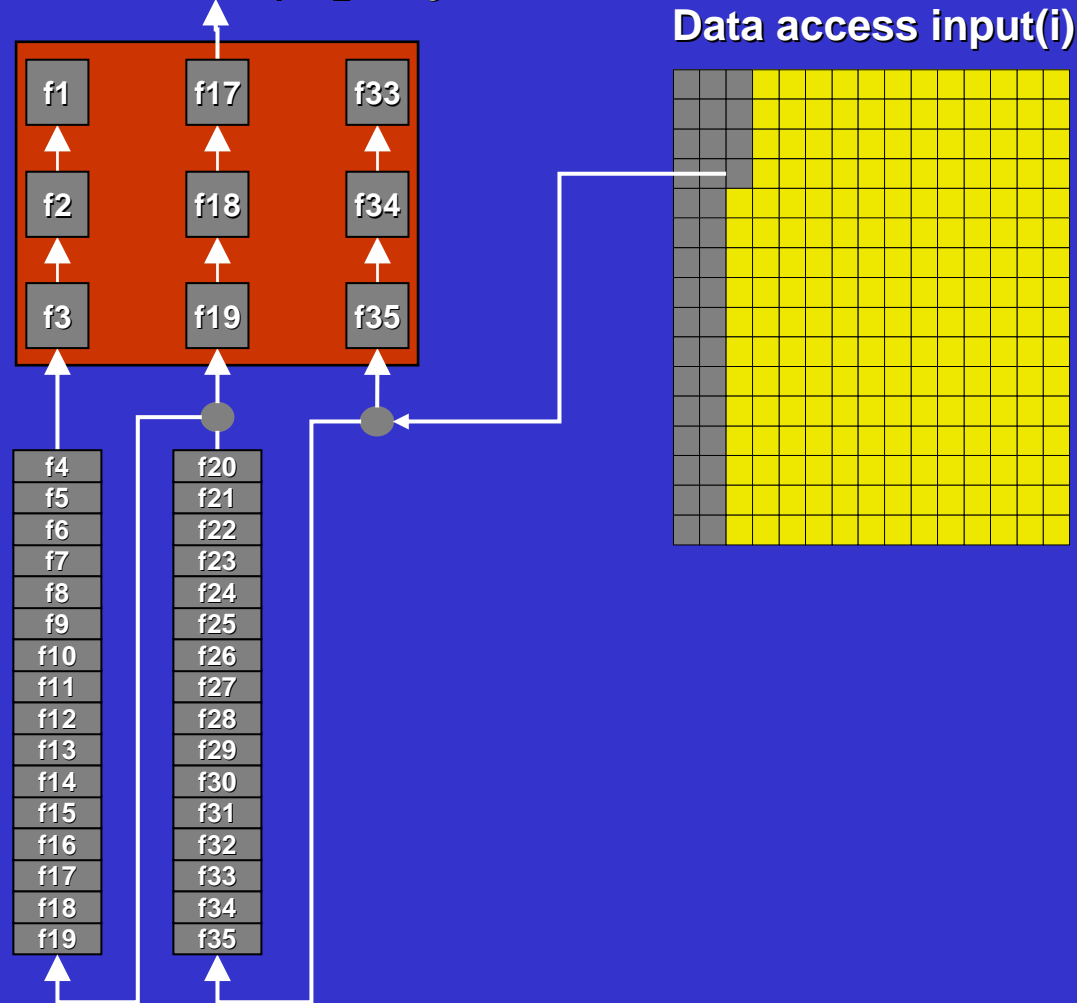 Data access input(i)
f1 f17 f33
f2 f18 f34
f3 f19 f35
f4 f20
f5 f21
f6 f22
f7 f23
f8 f24
f9 f25
f10 f26
f11 f27
f12 f28
f13 f29
f14 f30
f15 f31
f16 f32
f17 f33
f18 f34
f19 f35